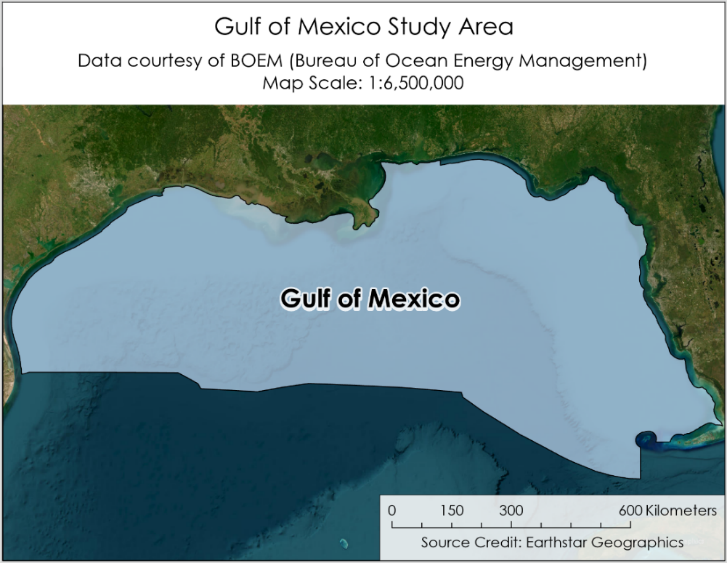 Gulf of Mexico Study Area
Data courtesy of BOEM (Bureau of Ocean Energy Management)
Map Scale: 1:6,500,000
Gulf of Mexico
0 150 300 600 Kilometers
Source Credit: Earthstar Geographics